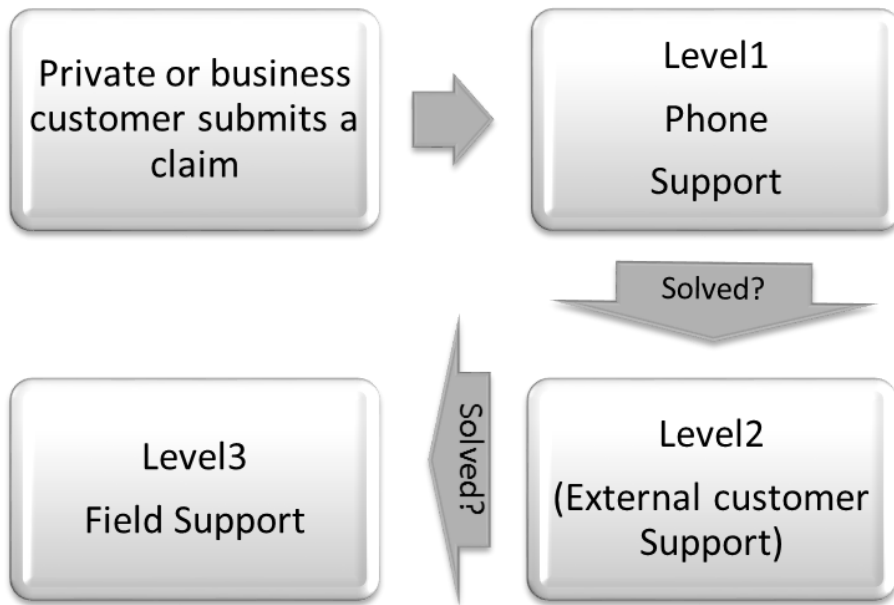 Private or business
customer submits a
claim
Level1
Phone
Support
Solved?
Level2
(External customer
Support)
Solved?
Level3
Field Support